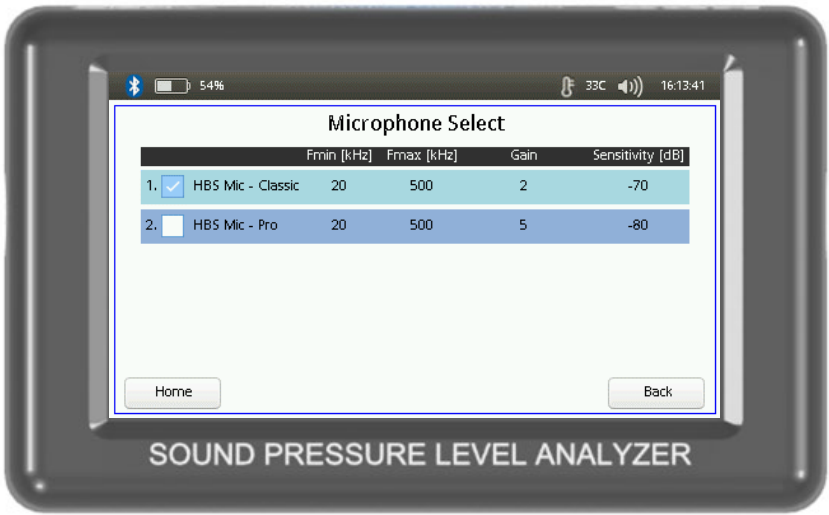 54% 33C 16:13:41
Microphone Select
Fmin [kHz] Fmax [kHz] Gain Sensitivity [dB]
1. HBS Mic - Classic 20 500 2 -70
2. HBS Mic - Pro 20 500 5 -80
Home Back
SOUND PRESSURE LEVEL ANALYZER